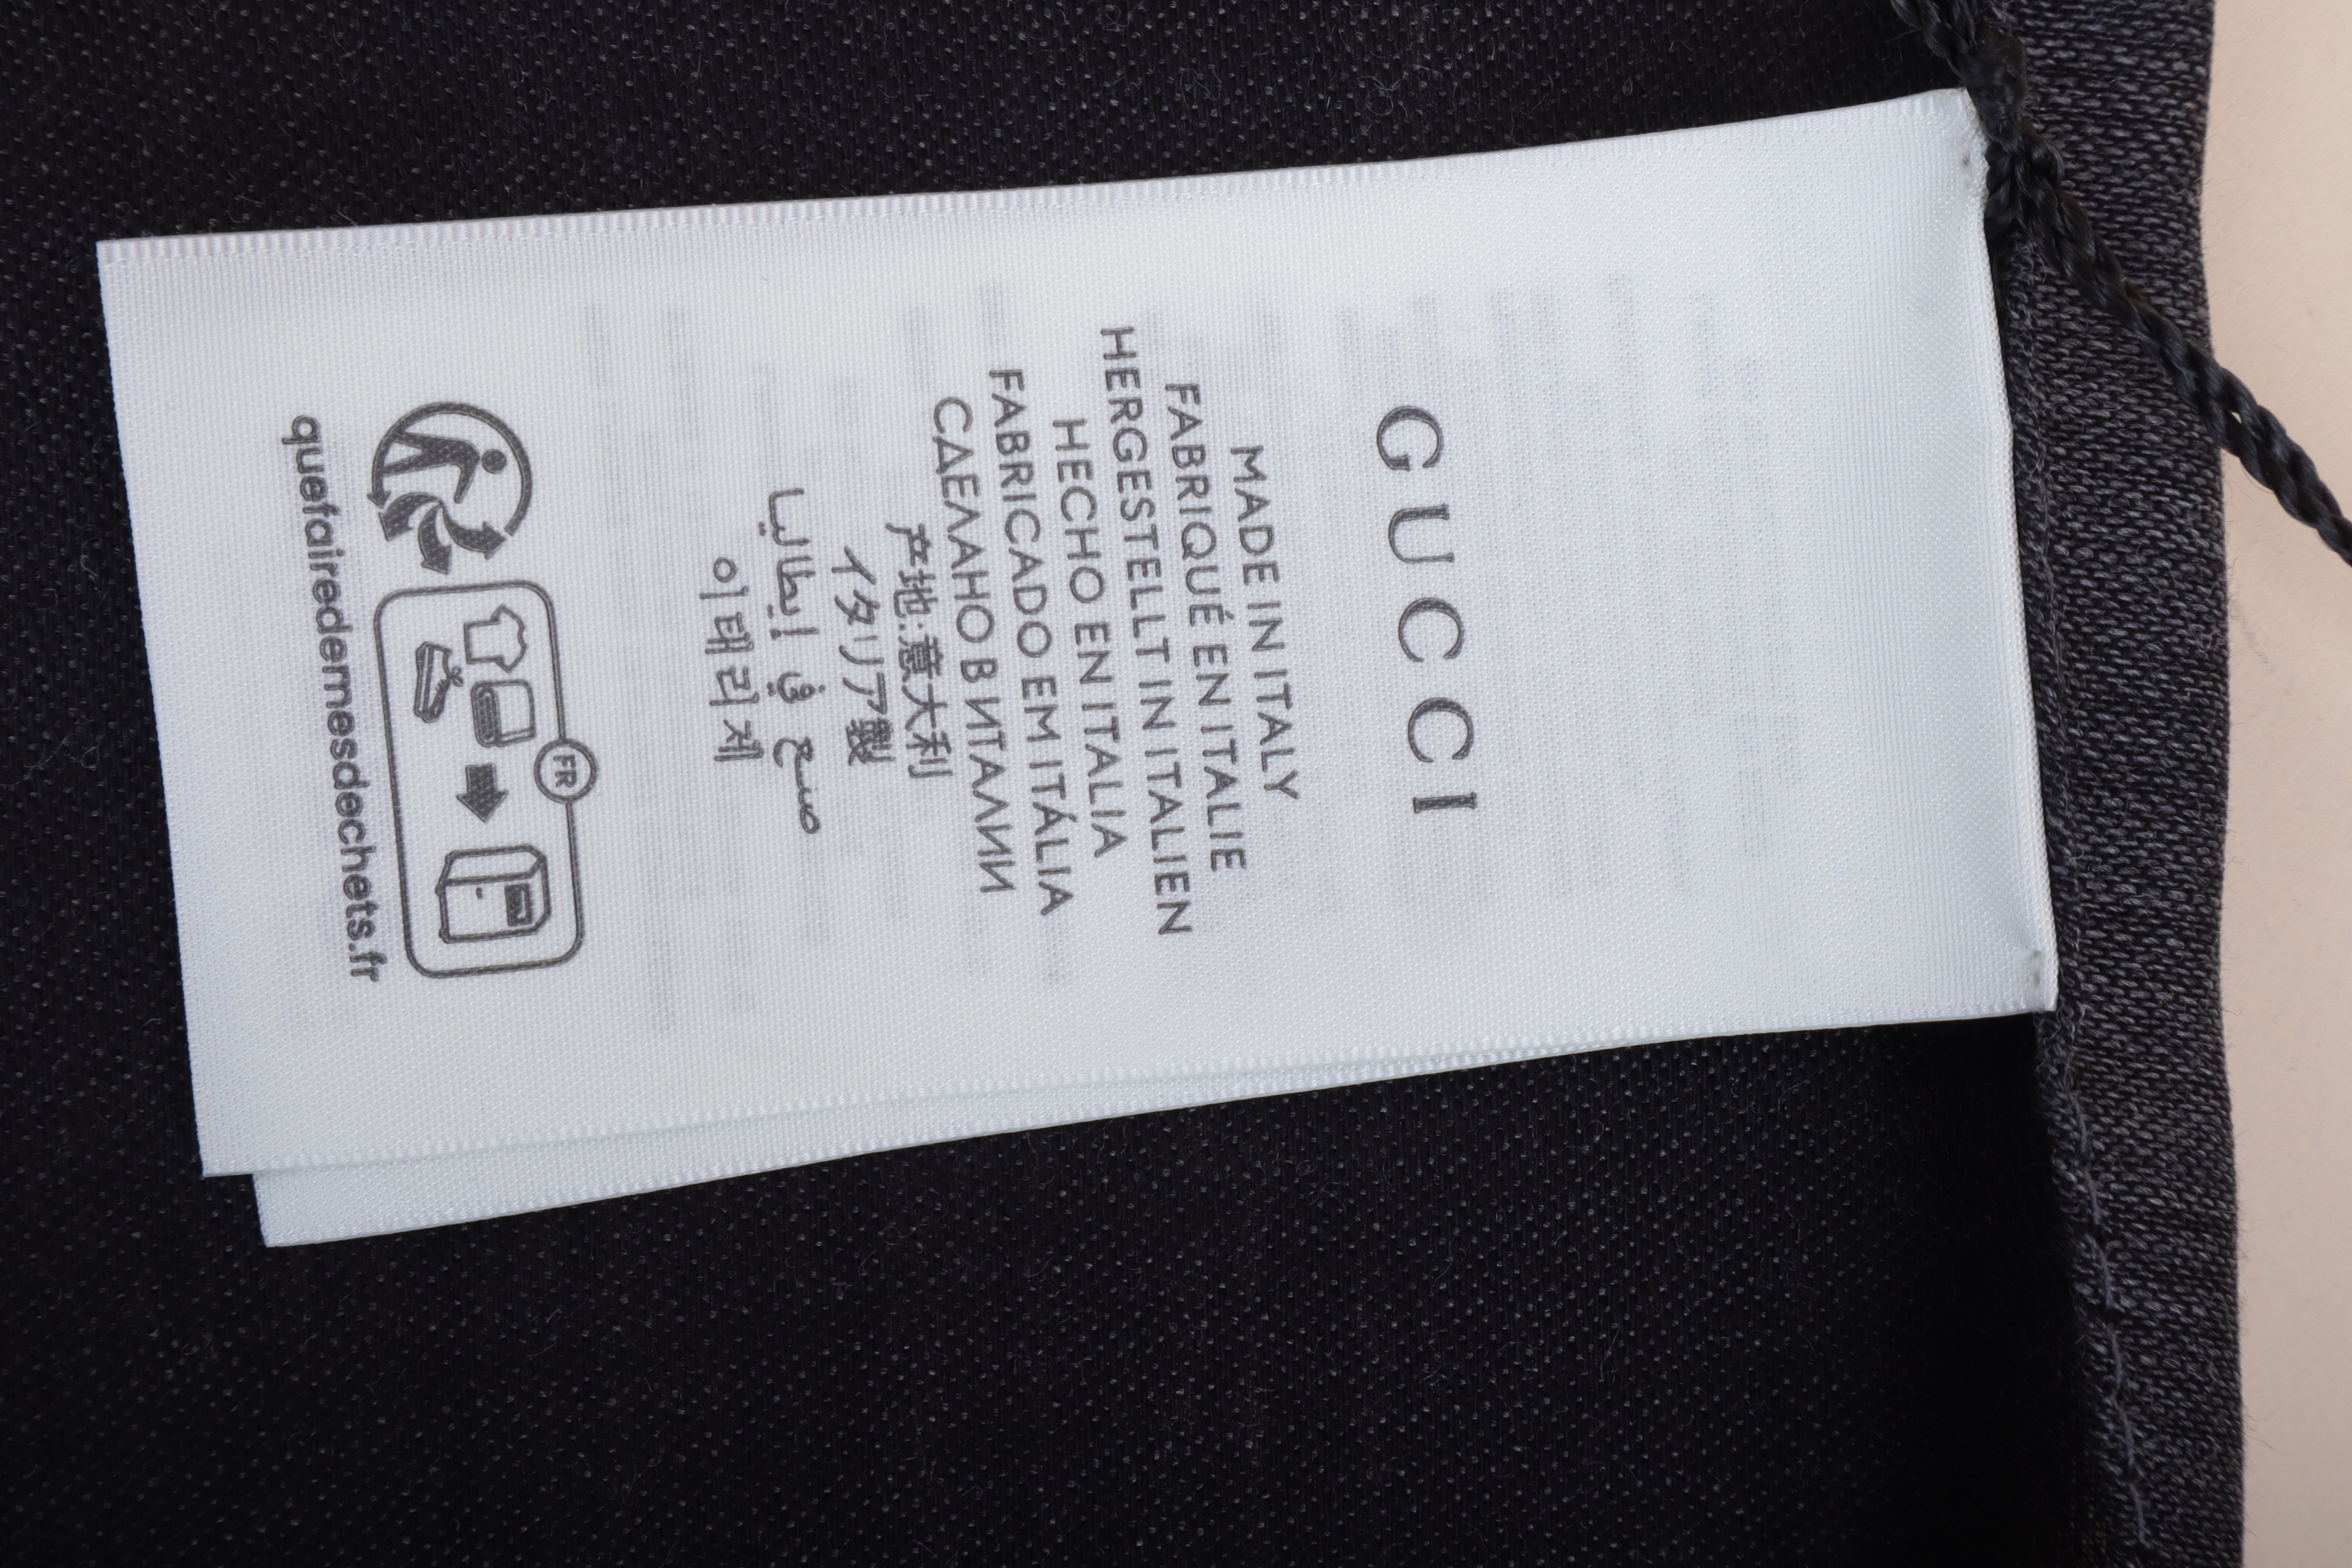 GUCCI
MADE IN ITALY
FABRIQUÉ EN ITALIE
HERGESTELLT IN ITALIEN
HECHO EN ITALIA
FABRICADO EM ITÁLIA
СДЕЛАНО В ИТАЛИИ
产地:意大利
イタリア製
صنع في إيطاليا
이태리제
FR
quefairedemesdechets.fr